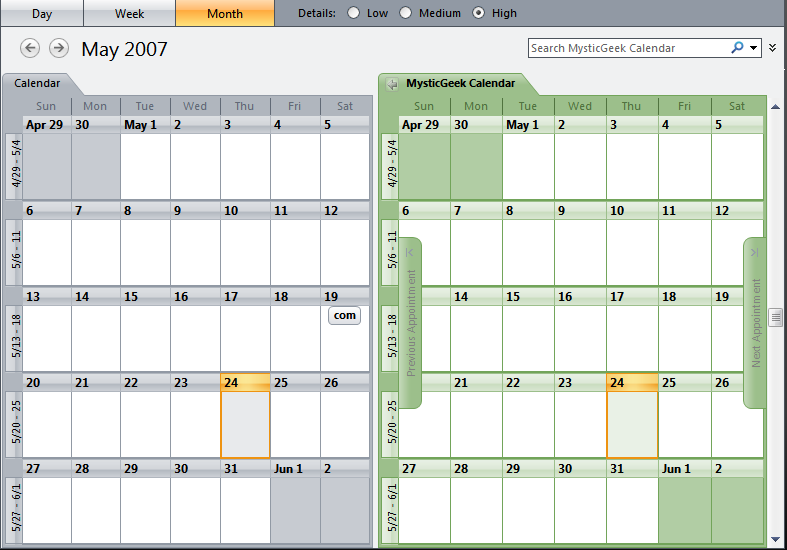 Day Week Month Details: Low Medium High
May 2007 Search MysticGeek Calendar
Calendar
Sun Mon Tue Wed Thu Fri Sat
4/29 - 5/4
Apr 29 30 May 1 2 3 4 5
5/6 - 11
6 7 8 9 10 11 12
5/13 - 18
13 14 15 16 17 18 19
com
5/20 - 25
20 21 22 23 24 25 26
5/27 - 6/1
27 28 29 30 31 Jun 1 2
MysticGeek Calendar
Sun Mon Tue Wed Thu Fri Sat
4/29 - 5/4
Apr 29 30 May 1 2 3 4 5
5/6 - 11
6 7 8 9 10 11 12
Previous Appointment
Next Appointment
5/13 - 18
14 15 16 17 18 19
5/20 - 25
21 22 23 24 25 26
5/27 - 6/1
27 28 29 30 31 Jun 1 2